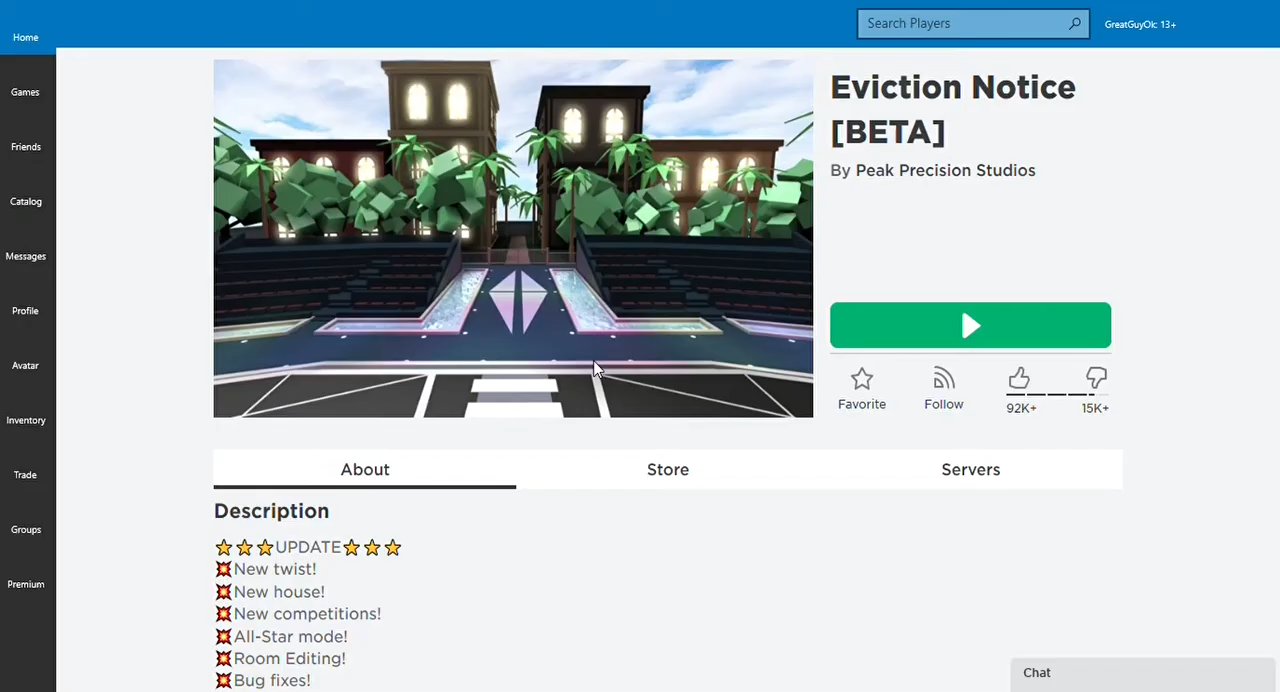 Search Players
GreatGuyOlc: 13+
Home
Games
Friends
Catalog
Messages
Profile
Avatar
Inventory
Trade
Groups
Premium
Eviction Notice
[BETA]
By Peak Precision Studios
Favorite
Follow
92K+
15K+
About
Store
Servers
Description
⭐⭐⭐UPDATE⭐⭐⭐
💥New twist!
💥New house!
💥New competitions!
💥All-Star mode!
💥Room Editing!
💥Bug fixes!
Chat